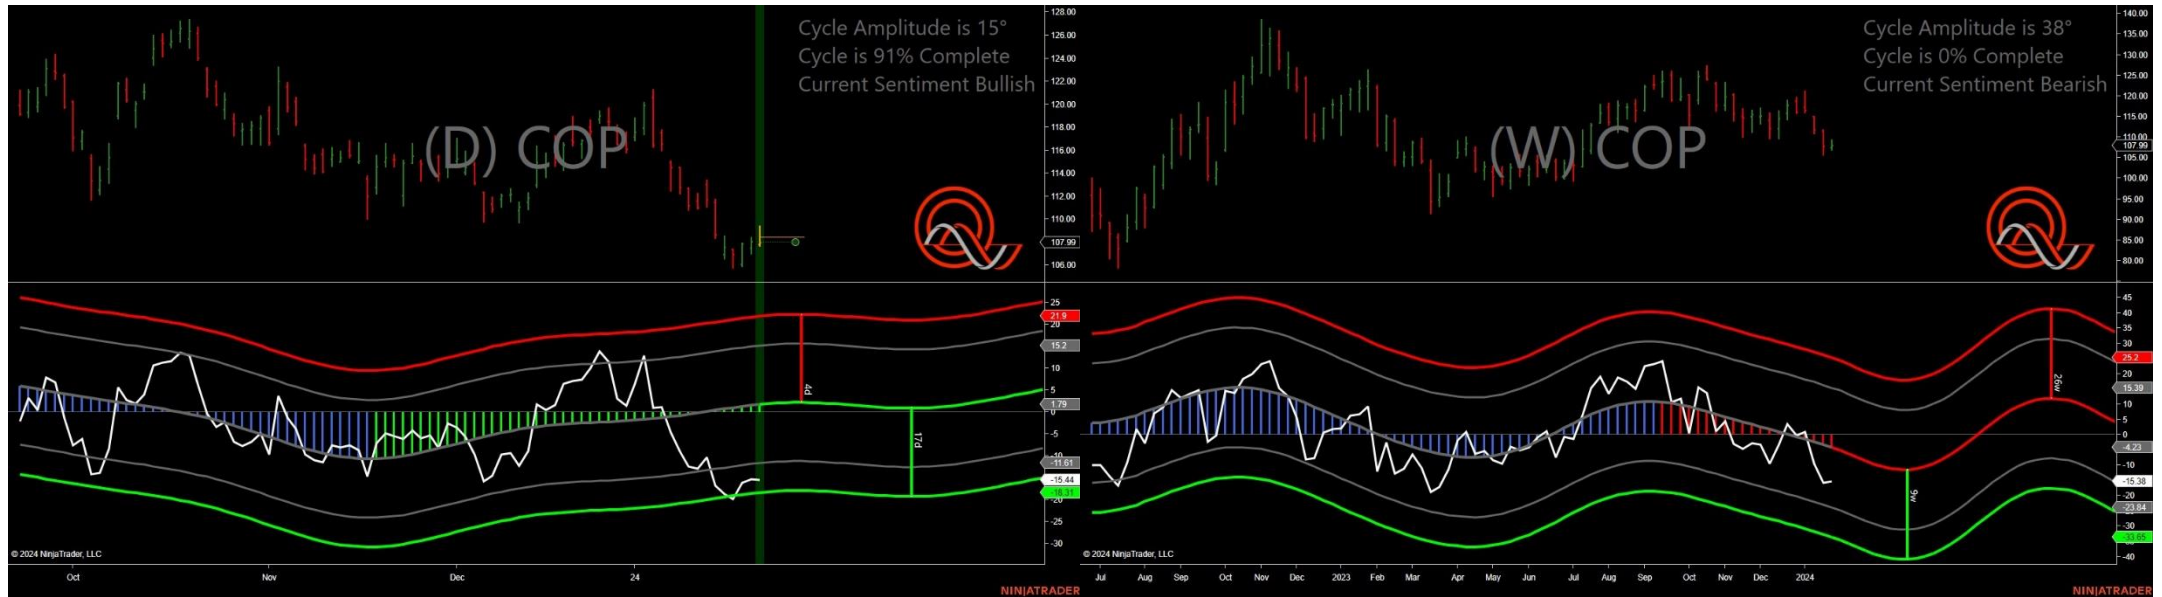 Cycle Amplitude is 15°
Cycle is 91% Complete
Current Sentiment Bullish
(D) COP
128.00
126.00
124.00
122.00
120.00
118.00
116.00
114.00
112.00
110.00
107.99
106.00
25
21.9
20
15.2
10
5
1.79
0
-5
-11.61
-15.44
-18.31
-25
-30
4d
17d
© 2024 NinjaTrader, LLC
Oct
Nov
Dec
24
NINJATRADER
Cycle Amplitude is 38°
Cycle is 0% Complete
Current Sentiment Bearish
(W) COP
140.00
135.00
130.00
125.00
120.00
115.00
110.00
107.99
105.00
100.00
95.00
90.00
85.00
80.00
45
40
35
30
25.2
20
15.39
10
5
0
-4.23
-10
-15.38
-20
-23.84
-30
-33.65
-40
26w
9w
© 2024 NinjaTrader, LLC
Jul
Aug
Sep
Oct
Nov
Dec
2023
Feb
Mar
Apr
May
Jun
Jul
Aug
Sep
Oct
Nov
Dec
2024
NINJATRADER